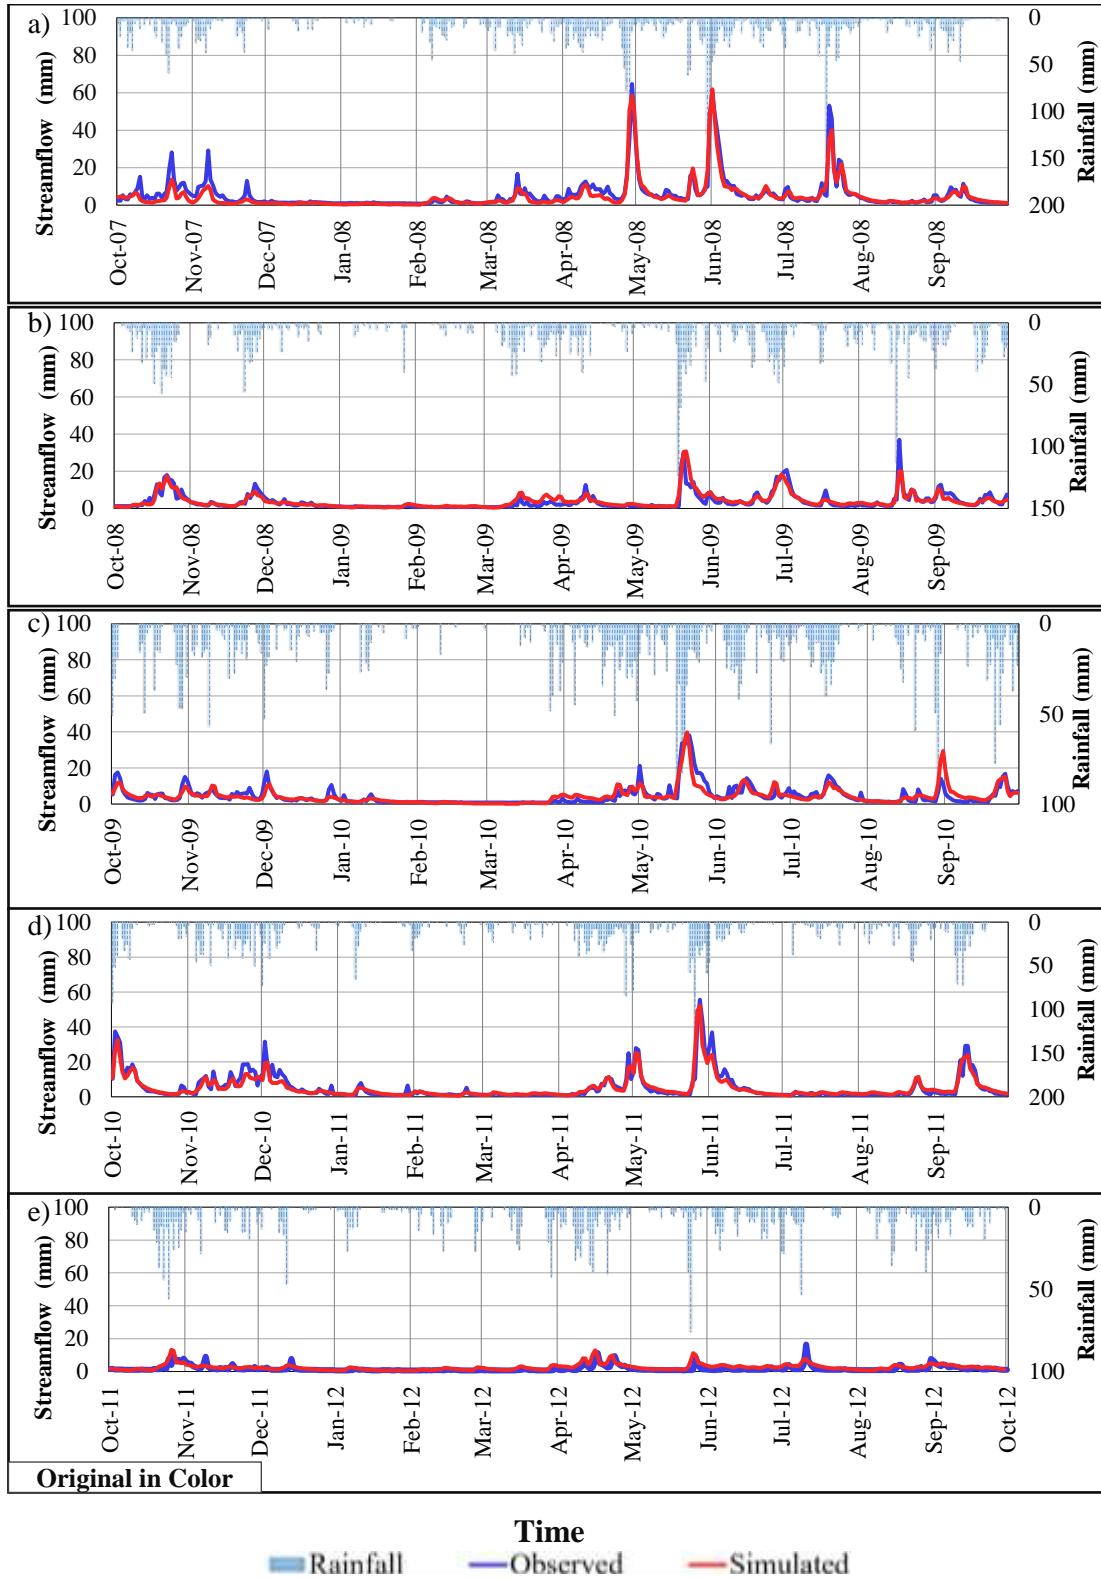 a)
Streamflow (mm)
100
80
60
40
20
0
0
50
100
150
200
Rainfall (mm)
Oct-07
Nov-07
Dec-07
Jan-08
Feb-08
Mar-08
Apr-08
May-08
Jun-08
Jul-08
Aug-08
Sep-08
b)
Streamflow (mm)
100
80
60
40
20
0
0
50
100
150
Rainfall (mm)
Oct-08
Nov-08
Dec-08
Jan-09
Feb-09
Mar-09
Apr-09
May-09
Jun-09
Jul-09
Aug-09
Sep-09
c)
Streamflow (mm)
100
80
60
40
20
0
0
50
100
Rainfall (mm)
Oct-09
Nov-09
Dec-09
Jan-10
Feb-10
Mar-10
Apr-10
May-10
Jun-10
Jul-10
Aug-10
Sep-10
d)
Streamflow (mm)
100
80
60
40
20
0
0
50
100
150
200
Rainfall (mm)
Oct-10
Nov-10
Dec-10
Jan-11
Feb-11
Mar-11
Apr-11
May-11
Jun-11
Jul-11
Aug-11
Sep-11
e)
Streamflow (mm)
100
80
60
40
20
0
0
50
100
Rainfall (mm)
Oct-11
Nov-11
Dec-11
Jan-12
Feb-12
Mar-12
Apr-12
May-12
Jun-12
Jul-12
Aug-12
Sep-12
Oct-12
Original in Color
Time
Rainfall Observed Simulated